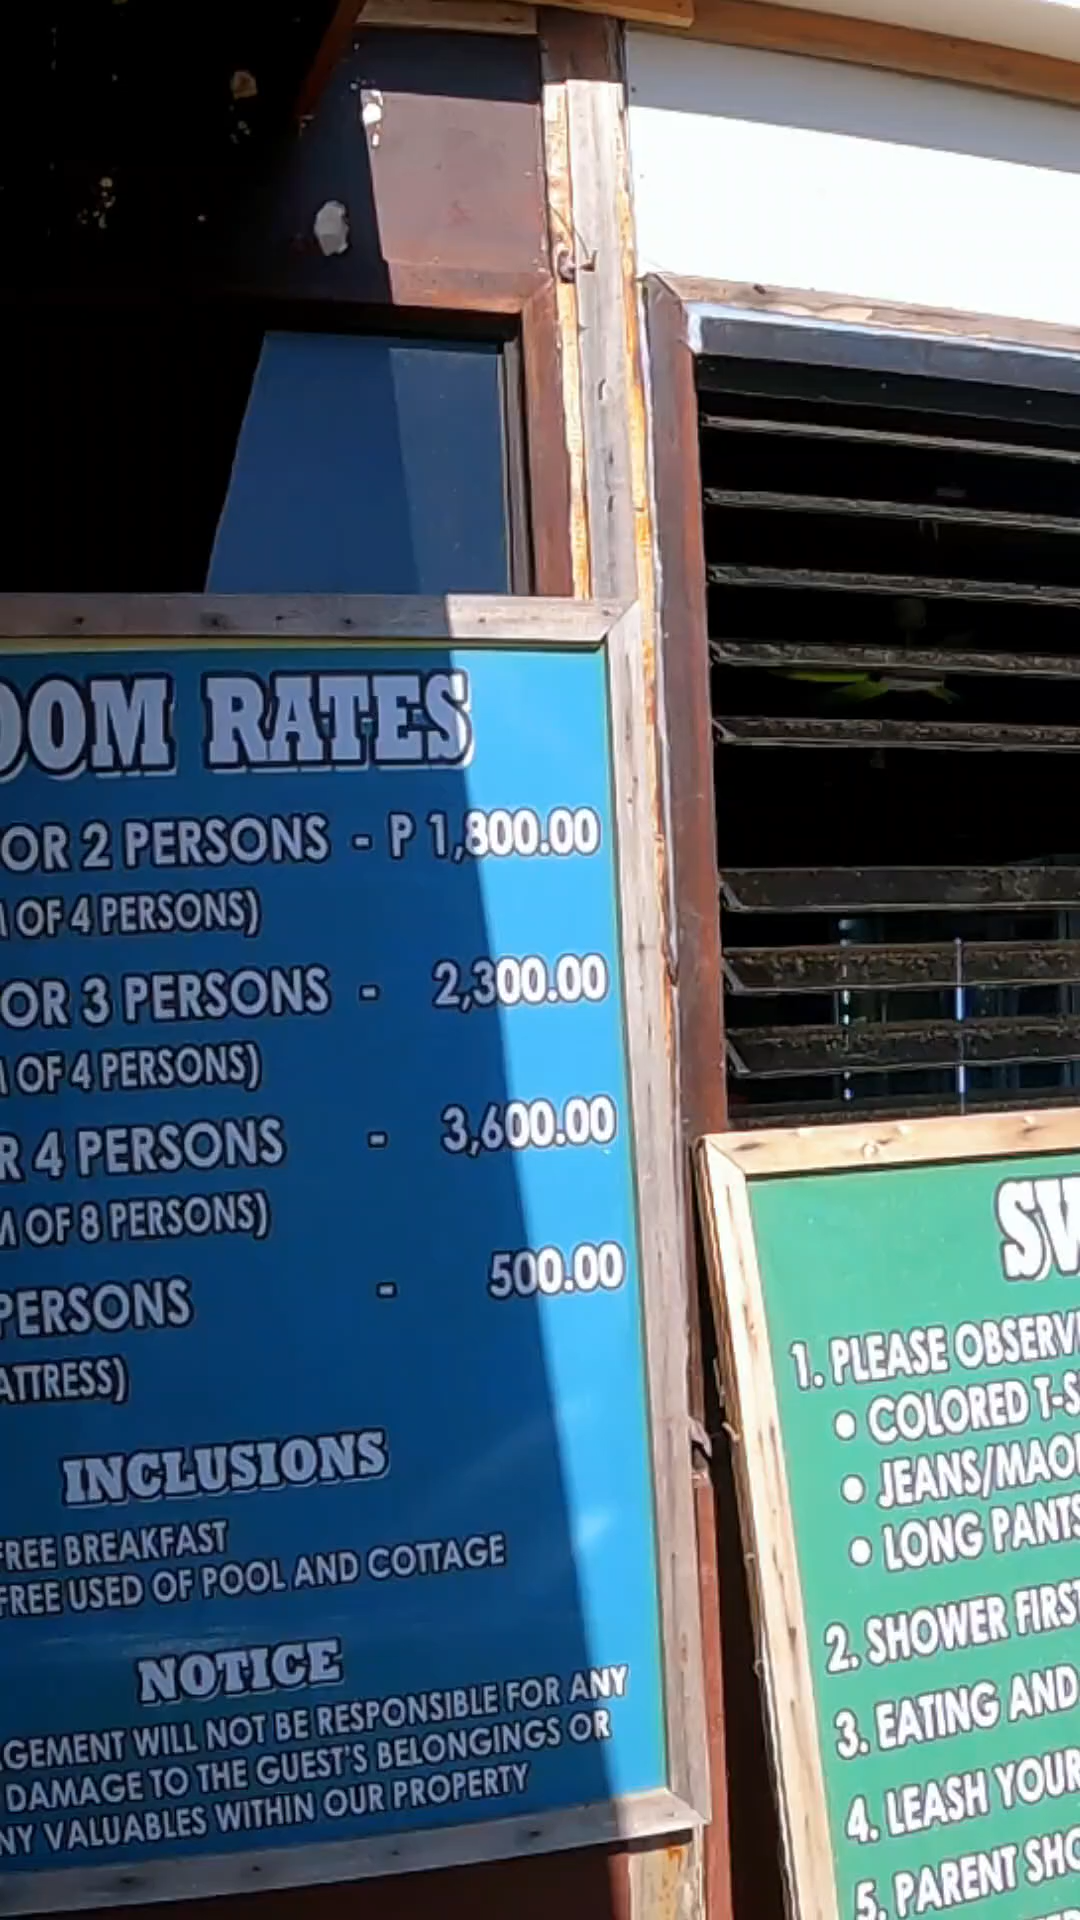 OOM RATES
OR 2 PERSONS - P 1,800.00
M OF 4 PERSONS)
OR 3 PERSONS - 2,300.00
M OF 4 PERSONS)
R 4 PERSONS - 3,600.00
M OF 8 PERSONS)
PERSONS - 500.00
ATTRESS)
INCLUSIONS
FREE BREAKFAST
FREE USED OF POOL AND COTTAGE
NOTICE
GEMENT WILL NOT BE RESPONSIBLE FOR ANY
DAMAGE TO THE GUEST'S BELONGINGS OR
NY VALUABLES WITHIN OUR PROPERTY
SW
1. PLEASE OBSERV
• COLORED T-S
• JEANS/MAO
• LONG PANTS
2. SHOWER FIRST
3. EATING AND
4. LEASH YOUR
5. PARENT SHO